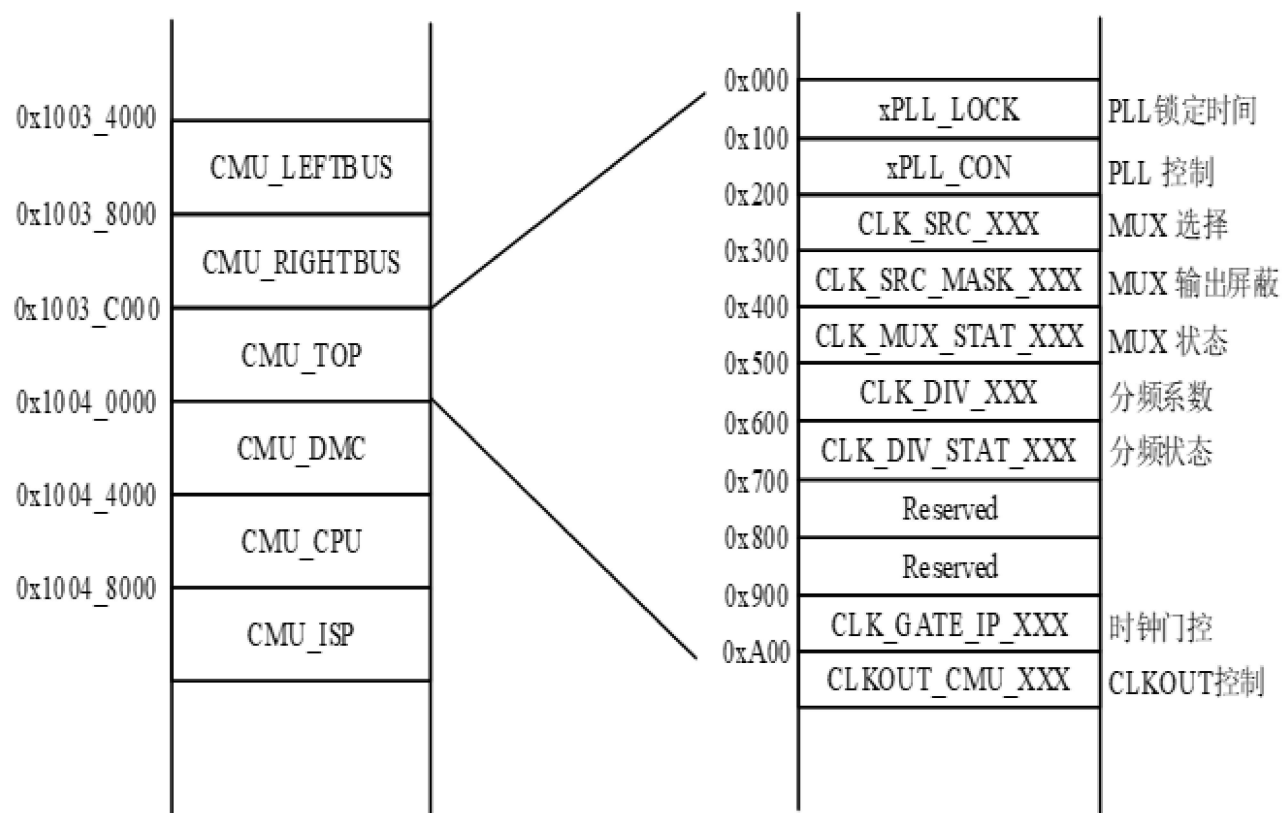 0x1003_4000
CMU_LEFTBUS
0x1003_8000
CMU_RIGHTBUS
0x1003_C000
CMU_TOP
0x1004_0000
CMU_DMC
0x1004_4000
CMU_CPU
0x1004_8000
CMU_ISP
0x000
xPLL_LOCK PLL锁定时间
0x100
xPLL_CON PLL 控制
0x200
CLK_SRC_XXX MUX 选择
0x300
CLK_SRC_MASK_XXX MUX 输出屏蔽
0x400
CLK_MUX_STAT_XXX MUX 状态
0x500
CLK_DIV_XXX 分频系数
0x600
CLK_DIV_STAT_XXX 分频状态
0x700
Reserved
0x800
Reserved
0x900
CLK_GATE_IP_XXX 时钟门控
0xA00
CLKOUT_CMU_XXX CLKOUT控制